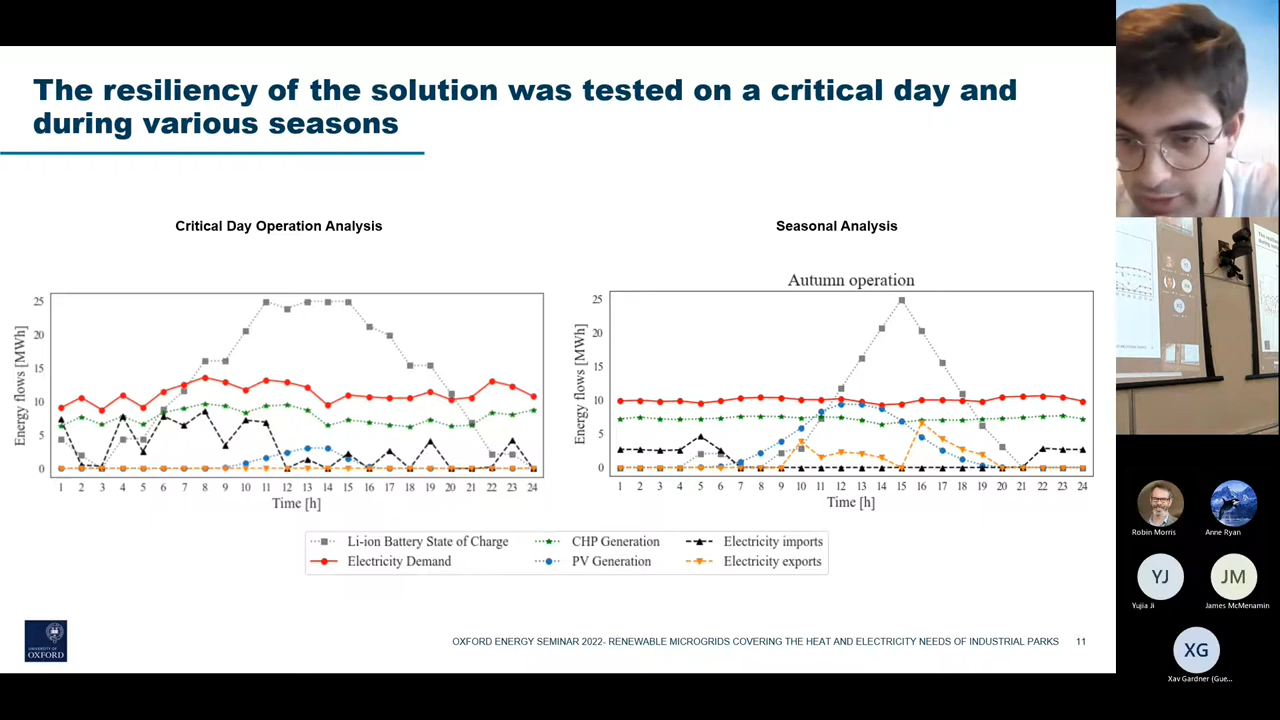 The resiliency of the solution was tested on a critical day and
during various seasons
Critical Day Operation Analysis
Seasonal Analysis
Energy flows [MWh]
25
20
15
10
5
0
1 2 3 4 5 6 7 8 9 10 11 12 13 14 15 16 17 18 19 20 21 22 23 24
Time [h]
Autumn operation
Energy flows [MWh]
25
20
15
10
5
0
1 2 3 4 5 6 7 8 9 10 11 12 13 14 15 16 17 18 19 20 21 22 23 24
Time [h]
Li-ion Battery State of Charge
CHP Generation
Electricity imports
Electricity Demand
PV Generation
Electricity exports
UNIVERSITY OF
OXFORD
OXFORD ENERGY SEMINAR 2022- RENEWABLE MICROGRIDS COVERING THE HEAT AND ELECTRICITY NEEDS OF INDUSTRIAL PARKS 11
Robin Morris
Anne Ryan
YJ
JM
Yujia Ji
James McMenamin
XG
Xav Gardner (Gue...